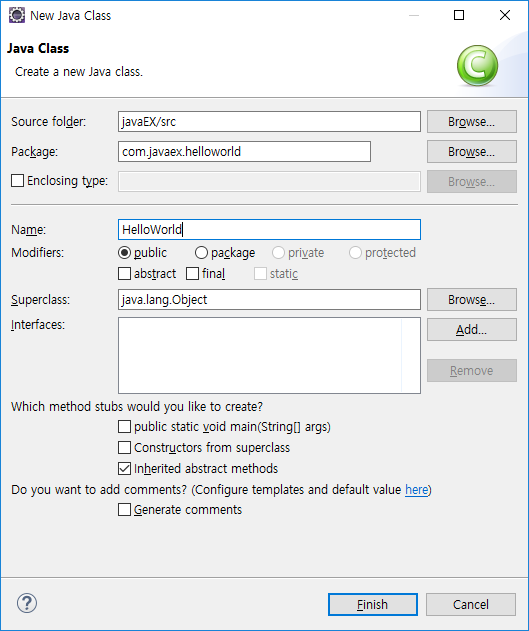 New Java Class
Java Class
Create a new Java class.
C
Source folder: javaEX/src Browse...
Package: com.javaex.helloworld Browse...
Enclosing type: Browse...
Name: HelloWorld
Modifiers: public package private protected
abstract final static
Superclass: java.lang.Object Browse...
Interfaces: Add...
Remove
Which method stubs would you like to create?
public static void main(String[] args)
Constructors from superclass
Inherited abstract methods
Do you want to add comments? (Configure templates and default value here)
Generate comments
? Finish Cancel